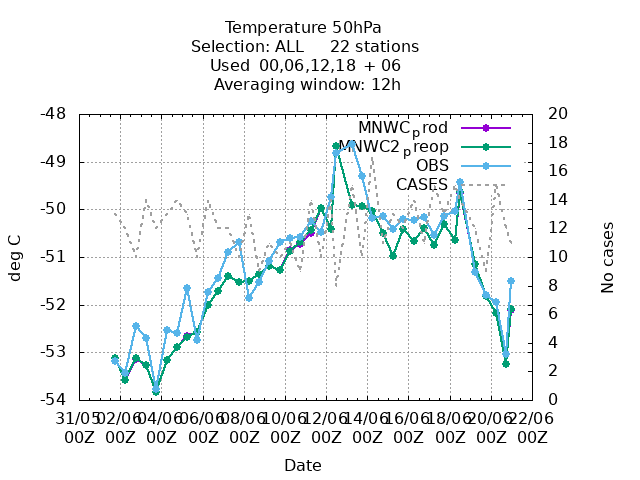 Temperature 50hPa
Selection: ALL 22 stations
Used 00,06,12,18 + 06
Averaging window: 12h
MNWCprod
MNWC2preop
OBS
CASES
-48
-49
-50
-51
-52
-53
-54
20
18
16
14
12
10
8
6
4
2
0
deg C
No cases
31/05 02/06 04/06 06/06 08/06 10/06 12/06 14/06 16/06 18/06 20/06 22/06
00Z 00Z 00Z 00Z 00Z 00Z 00Z 00Z 00Z 00Z 00Z 00Z
Date